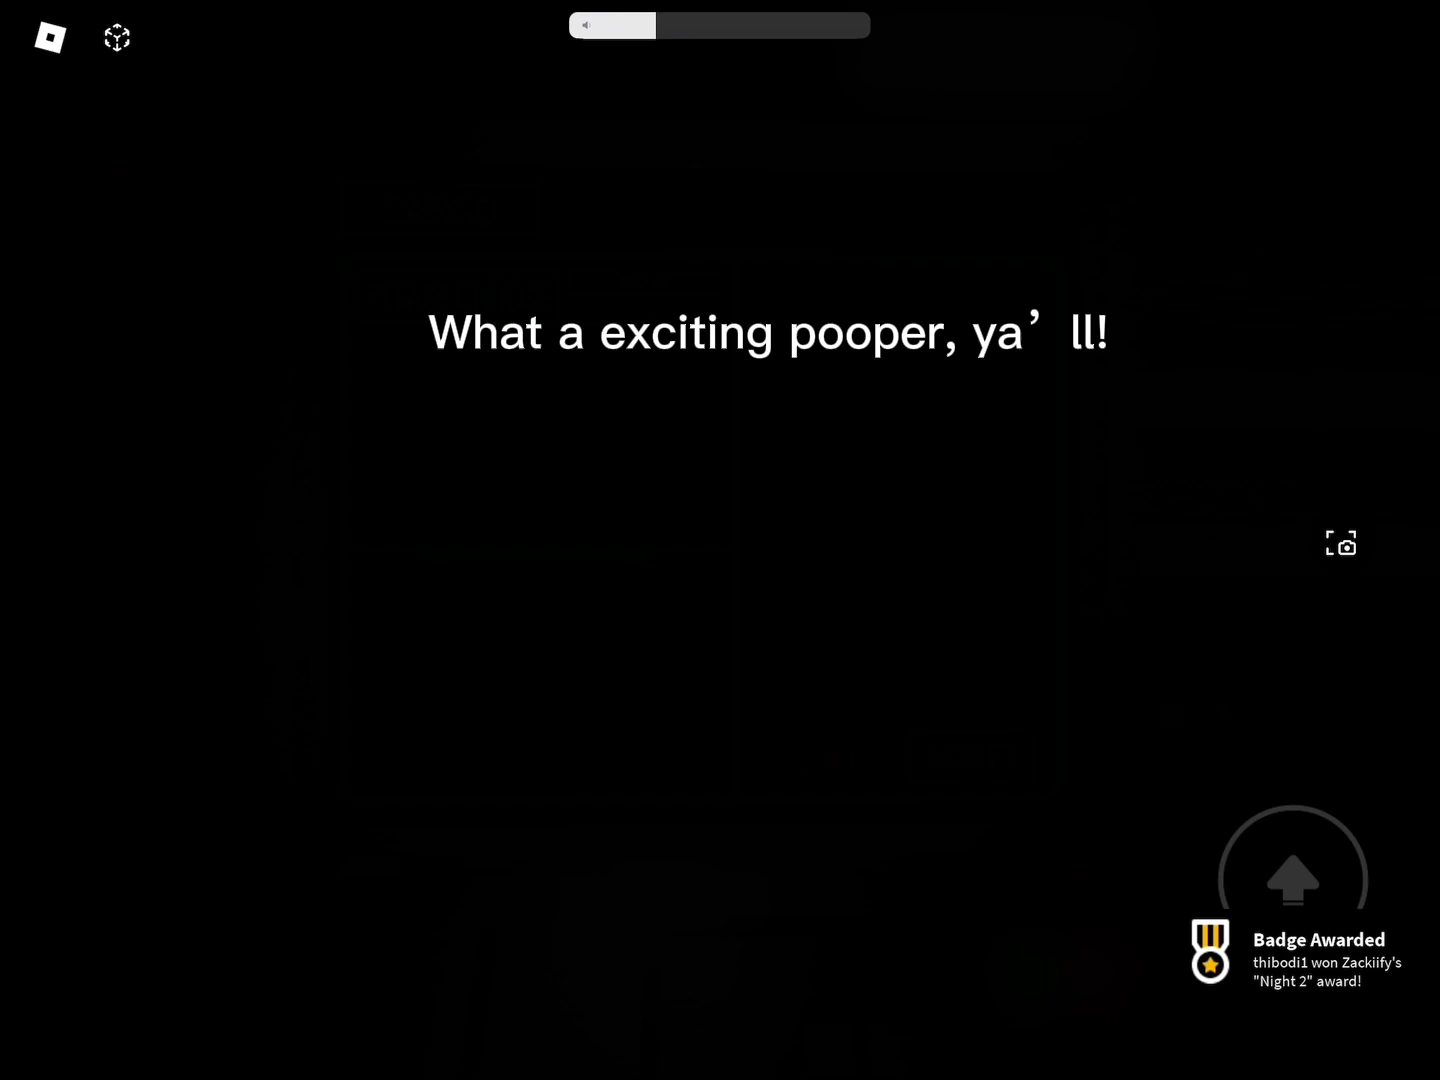 What a exciting pooper, ya’ll!
Badge Awarded
thibodi1 won Zackiify's
"Night 2" award!